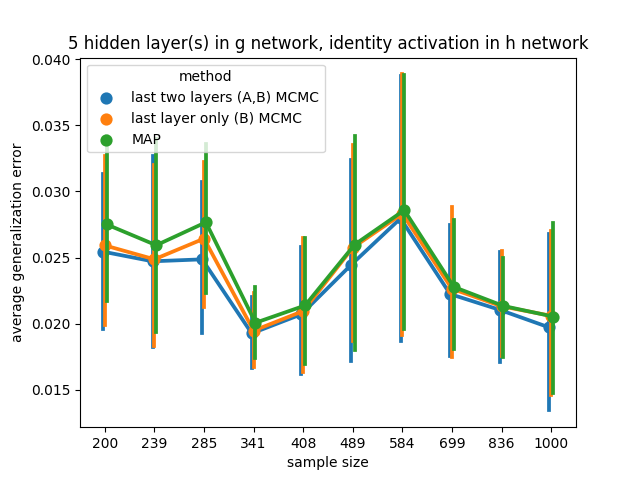 5 hidden layer(s) in g network, identity activation in h network
method
last two layers (A,B) MCMC
last layer only (B) MCMC
MAP
average generalization error
0.040
0.035
0.030
0.025
0.020
0.015
200 239 285 341 408 489 584 699 836 1000
sample size